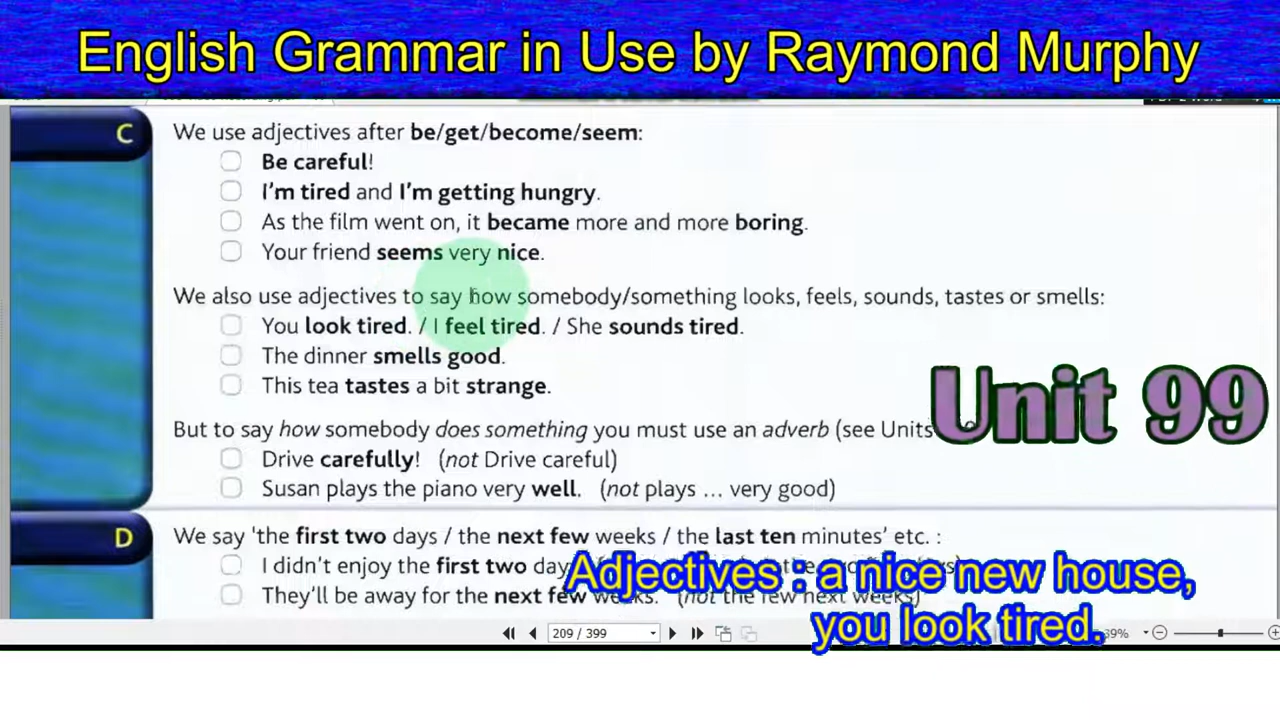 English Grammar in Use by Raymond Murphy
C
We use adjectives after be/get/become/seem:
Be careful!
I'm tired and I'm getting hungry.
As the film went on, it became more and more boring.
Your friend seems very nice.
We also use adjectives to say how somebody/something looks, feels, sounds, tastes or smells:
You look tired. / I feel tired. / She sounds tired.
The dinner smells good.
This tea tastes a bit strange.
Unit 99
But to say how somebody does something you must use an adverb (see Units
Drive carefully! (not Drive careful)
Susan plays the piano very well. (not plays ... very good)
D
We say 'the first two days / the next few weeks / the last ten minutes' etc. :
I didn't enjoy the first two
They'll be away for the next few weeks. (not the few next weeks)
Adjectives : a nice new house,
you look tired.
209 / 399